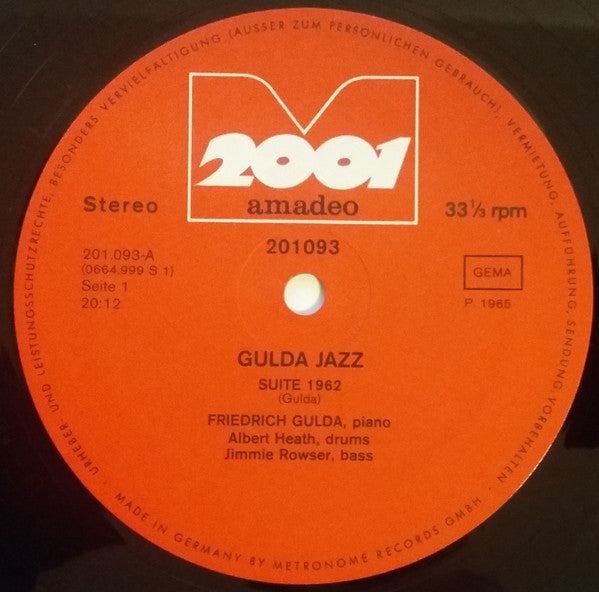 URHEBER- UND LEISTUNGSSCHUTZRECHTE, BESONDERS VERVIELFÄLTIGUNG (AUSSER ZUM PERSÖNLICHEN GEBRAUCH), VERMIETUNG, AUFFÜHRUNG, SENDUNG VORBEHALTEN
2001
amadeo
Stereo
33⅓ rpm
201093
201.093-A
(0664,999 S 1)
Seite 1
20:12
GEMA
P 1965
GULDA JAZZ
SUITE 1962
(Gulda)
FRIEDRICH GULDA, piano
Albert Heath, drums
Jimmie Rowser, bass
• MADE IN GERMANY BY METRONOME RECORDS GMBH •